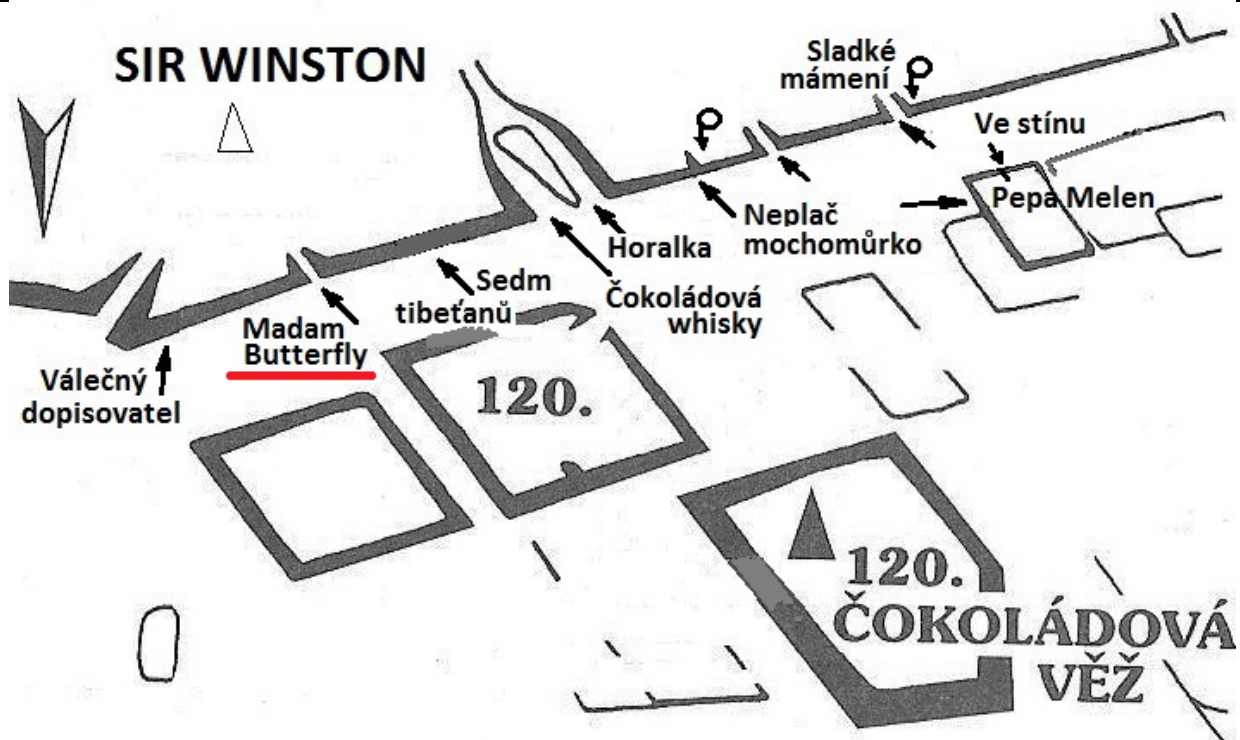 SIR WINSTON
Sladké
mámení
Ve stínu
Pepa Melen
Neplač
mochomůrko
Horalka
Sedm
tibeťanů
Čokoládová
whisky
Madam
Butterfly
Válečný
dopisovatel
120.
120.
ČOKOLÁDOVÁ
VĚŽ